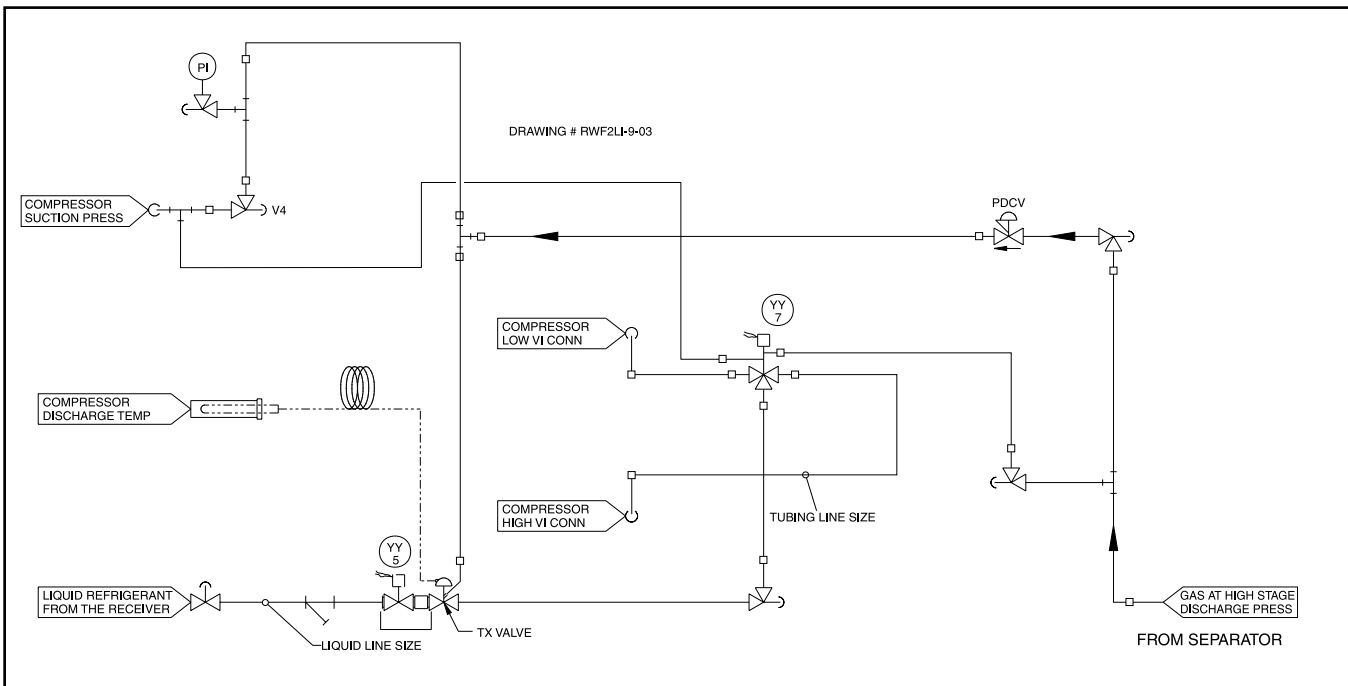 PI
DRAWING # RWF2LI-9-03
COMPRESSOR
SUCTION PRESS
V4
PDCV
YY
7
COMPRESSOR
LOW VI CONN
COMPRESSOR
DISCHARGE TEMP
COMPRESSOR
HIGH VI CONN
TUBING LINE SIZE
YY
5
LIQUID REFRIGERANT
FROM THE RECEIVER
GAS AT HIGH STAGE
DISCHARGE PRESS
TX VALVE
LIQUID LINE SIZE
FROM SEPARATOR